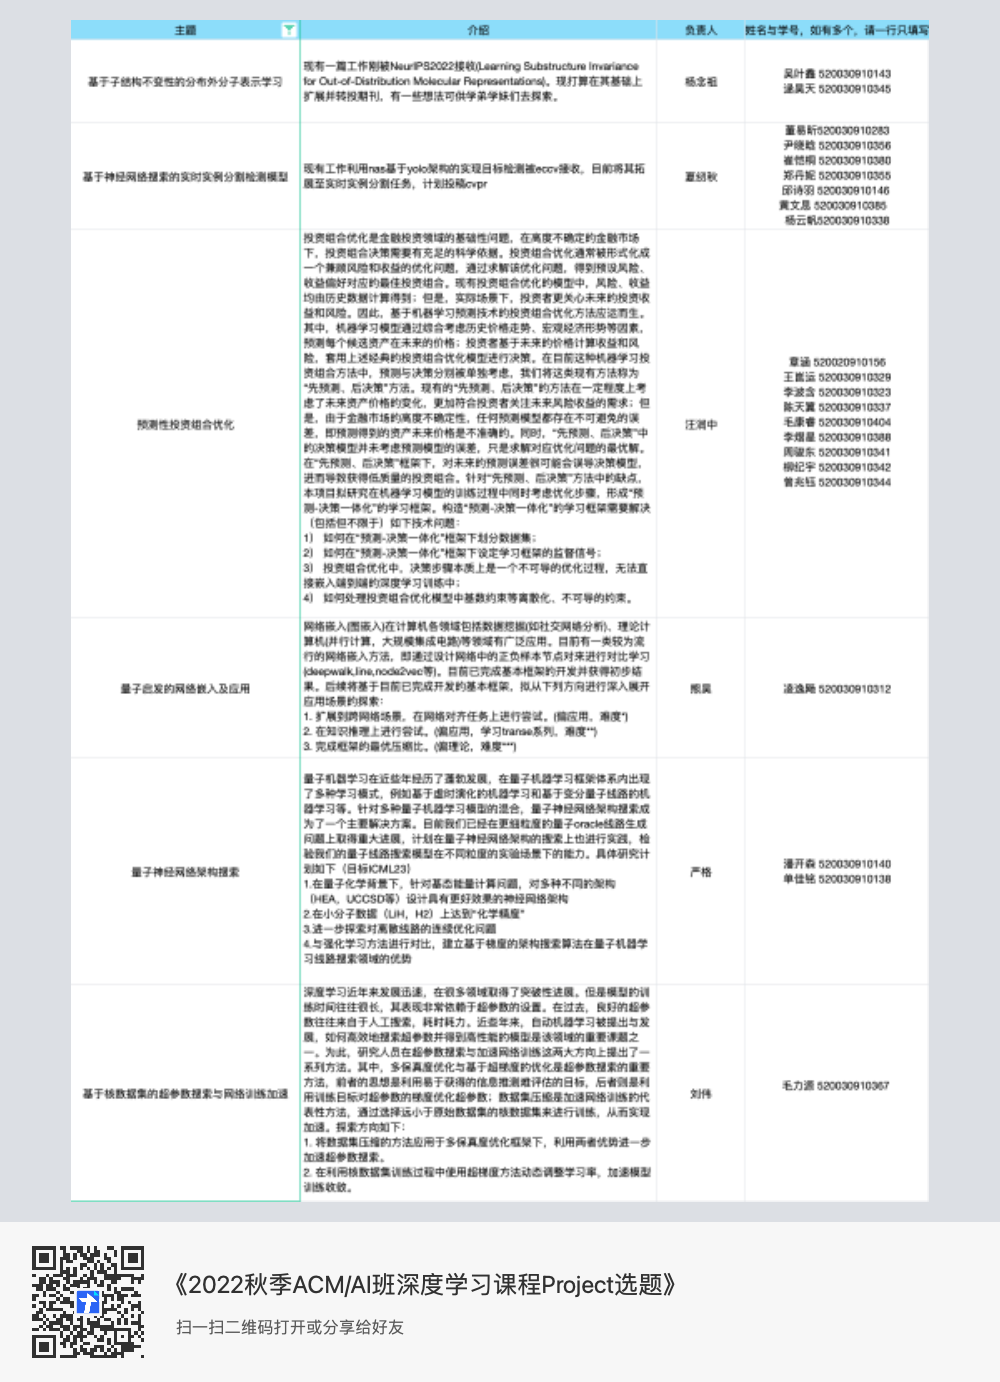 主题
介绍
负责人
姓名与学号，如有多个，请一行只填写
基于子结构不变性的分布外分子表示学习
现有一篇工作刚被NeurIPS2022接收(Learning Substructure Invariance
for Out-of-Distribution Molecular Representations)。现打算在其基础上
扩展并转投期刊，有一些想法可供学弟学妹们去探索。
杨念祖
吴叶鑫 520030910143
逯昊天 520030910345
基于神经网络搜索的实时实例分割检测模型
现有工作利用nas基于yolo架构的实现目标检测被eccv接收，目前将其拓
展至实时实例分割任务，计划投稿cvpr
夏绍秋
董易昕520030910283
尹晓晗 520030910356
崔恺桐 520030910380
郑丹妮 520030910355
邱诗羽 520030910146
龚文昆 520030910385
杨云帆520030910338
预测性投资组合优化
投资组合优化是金融投资领域的基础性问题，在高度不确定的金融市场
下，投资组合决策需要有充足的科学依据。投资组合优化通常被形式化成
一个兼顾风险和收益的优化问题，通过求解该优化问题，得到预设风险、
收益偏好对应的最佳投资组合。现有投资组合优化的模型中，风险、收益
均由历史数据计算得到；但是，实际场景下，投资者更关心未来的投资收
益和风险。因此，基于机器学习预测技术的投资组合优化方法应运而生。
其中，机器学习模型通过综合考虑历史价格走势、宏观经济形势等因素，
预测每个候选资产在未来的价格；投资者基于未来的价格计算收益和风
险，套用上述经典的投资组合优化模型进行决策。在目前这种机器学习投
资组合方法中，预测与决策分别被单独考虑，我们将这类现有方法称为
“先预测、后决策”方法。现有的“先预测、后决策”的方法在一定程度上考
虑了未来资产价格的变化，更加符合投资者关注未来风险收益的需求；但
是，由于金融市场的高度不确定性，任何预测模型都存在不可避免的误
差，即预测得到的资产未来价格是不准确的。同时，“先预测、后决策”中
的决策模型并未考虑预测模型的误差，只是求解对应优化问题的最优解。
在“先预测、后决策”框架下，对未来的预测误差很可能会误导决策模型，
进而导致获得低质量的投资组合。针对“先预测、后决策”方法中的缺点，
本项目拟研究在机器学习模型的训练过程中同时考虑优化步骤，形成“预
测-决策一体化”的学习框架。构造“预测-决策一体化”的学习框架需要解决
（包括但不限于）如下技术问题：
1） 如何在“预测-决策一体化”框架下划分数据集；
2） 如何在“预测-决策一体化”框架下设定学习框架的监督信号；
3） 投资组合优化中，决策步骤本质上是一个不可导的优化过程，无法直
接嵌入端到端的深度学习训练中；
4） 如何处理投资组合优化模型中基数约束等离散化、不可导的约束。
汪润中
章涵 520020910156
王崑运 520030910329
李波含 520030910323
陈天翼 520030910337
毛康睿 520030910404
李熠星 520030910388
周骏东 520030910341
柳纪宇 520030910342
曾兆钰 520030910344
量子启发的网络嵌入及应用
网络嵌入(图嵌入)在计算机各领域包括数据挖掘(如社交网络分析)、理论计
算机(并行计算，大规模集成电路)等领域有广泛应用。目前有一类较为流
行的网络嵌入方法，即通过设计网络中的正负样本节点对来进行对比学习
(deepwalk,line,node2vec等)。目前已完成基本框架的开发并获得初步结
果。后续将基于目前已完成开发的基本框架，拟从下列方向进行深入展开
应用场景的探索：
1. 扩展到跨网络场景，在网络对齐任务上进行尝试。(偏应用，难度*)
2. 在知识推理上进行尝试。(偏应用，学习transe系列，难度**)
3. 完成框架的最优压缩比。(偏理论，难度***)
熊昊
凌逸飏 520030910312
量子神经网络架构搜索
量子机器学习在近些年经历了蓬勃发展，在量子机器学习框架体系内出现
了多种学习模式，例如基于虚时演化的机器学习和基于变分量子线路的机
器学习等。针对多种量子机器学习模型的混合，量子神经网络架构搜索成
为了一个主要解决方案。目前我们已经在更细粒度的量子oracle线路生成
问题上取得重大进展，计划在量子神经网络架构的搜索上也进行实践，检
验我们的量子线路搜索模型在不同粒度的实验场景下的能力。具体研究计
划如下（目标ICML23）
1.在量子化学背景下，针对基态能量计算问题，对多种不同的架构
（HEA，UCCSD等）设计具有更好效果的神经网络架构
2.在小分子数据（LiH，H2）上达到“化学精度”
3.进一步探索对离散线路的连续优化问题
4.与强化学习方法进行对比，建立基于梯度的架构搜索算法在量子机器学
习线路搜索领域的优势
严格
潘开森 520030910140
单佳铭 520030910138
基于核数据集的超参数搜索与网络训练加速
深度学习近年来发展迅速，在很多领域取得了突破性进展。但是模型的训
练时间往往很长，其表现非常依赖于超参数的设置。在过去，良好的超参
数往往来自于人工搜索，耗时耗力。近些年来，自动机器学习被提出与发
展，如何高效地搜索超参数并得到高性能的模型是该领域的重要课题之
一。为此，研究人员在超参数搜索与加速网络训练这两大方向上提出了一
系列方法。其中，多保真度优化与基于超梯度的优化是超参数搜索的重要
方法，前者的思想是利用易于获得的信息推测难评估的目标，后者则是利
用训练目标对超参数的梯度优化超参数；数据集压缩是加速网络训练的代
表性方法，通过选择远小于原始数据集的核数据集来进行训练，从而实现
加速。探索方向如下：
1. 将数据集压缩的方法应用于多保真度优化框架下，利用两者优势进一步
加速超参数搜索。
2. 在利用核数据集训练过程中使用超梯度方法动态调整学习率，加速模型
训练收敛。
刘伟
毛力源 520030910367
《2022秋季ACM/AI班深度学习课程Project选题》
扫一扫二维码打开或分享给好友